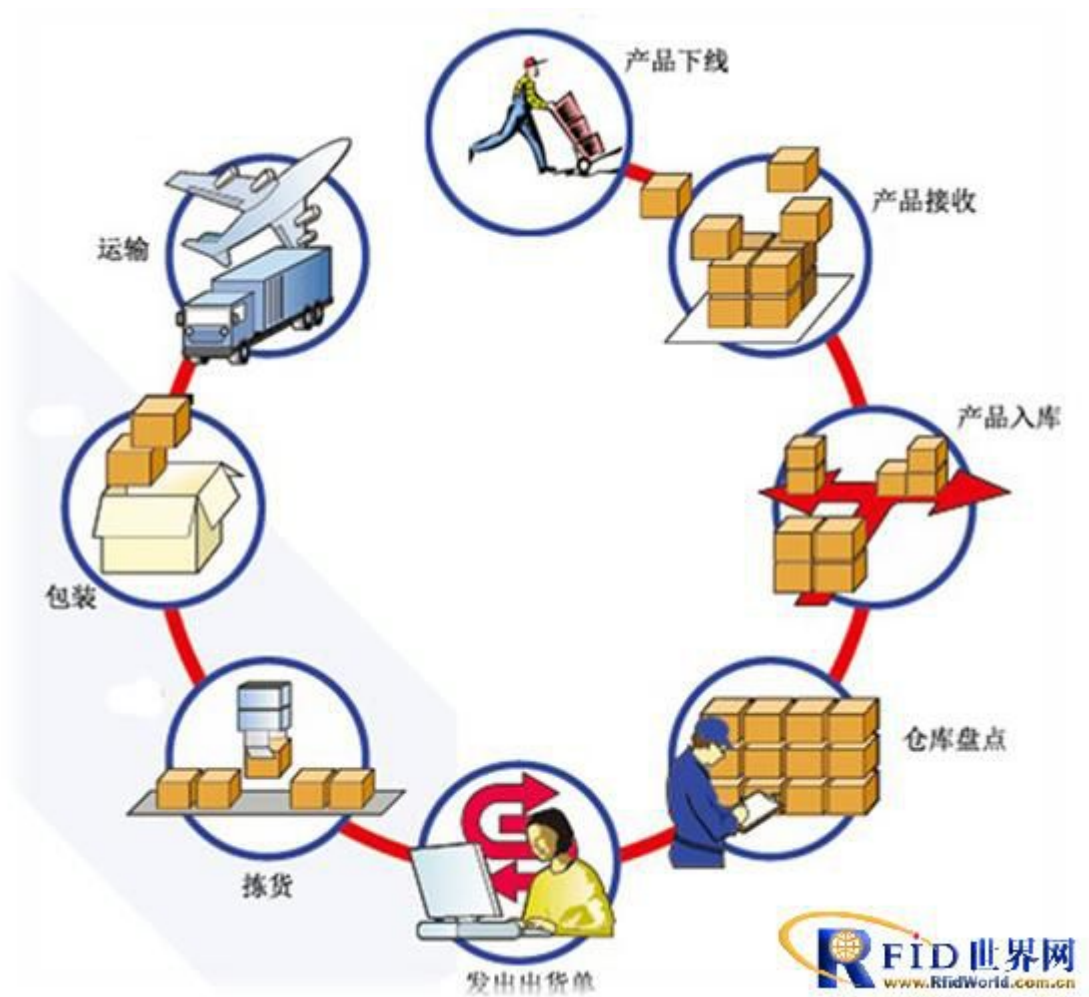 产品下线
产品接收
产品入库
仓库盘点
发出出货单
拣货
包装
运输
RFID世界网
www.RfidWorld.com.cn